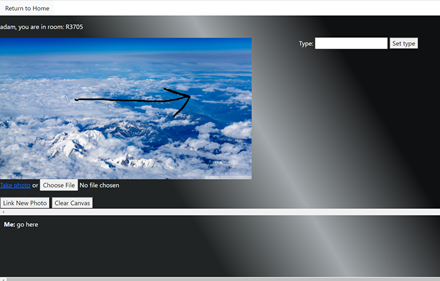 Return to Home
adam, you are in room: R3705
Type: Set type
Take photo or Choose File No file chosen
Link New Photo Clear Canvas
Me: go here